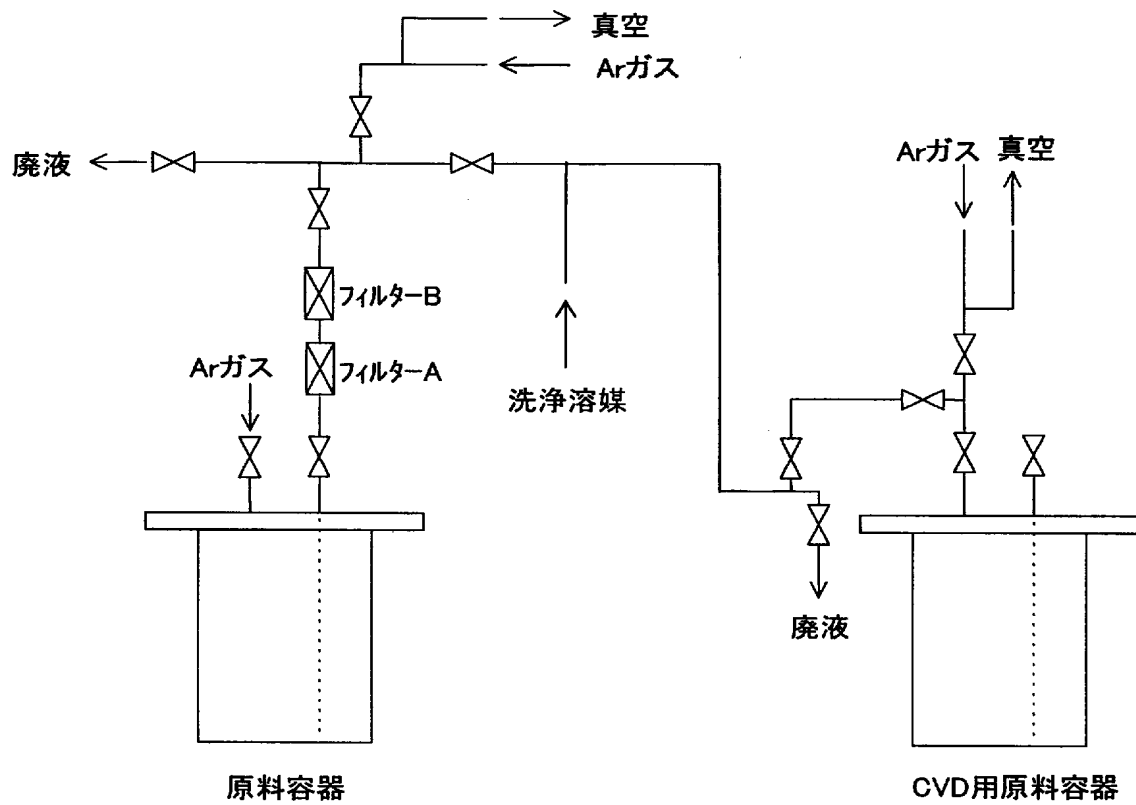 真空
Arガス
廃液
Arガス 真空
フィルターB
Arガス
フィルターA
洗浄溶媒
廃液
原料容器
CVD用原料容器